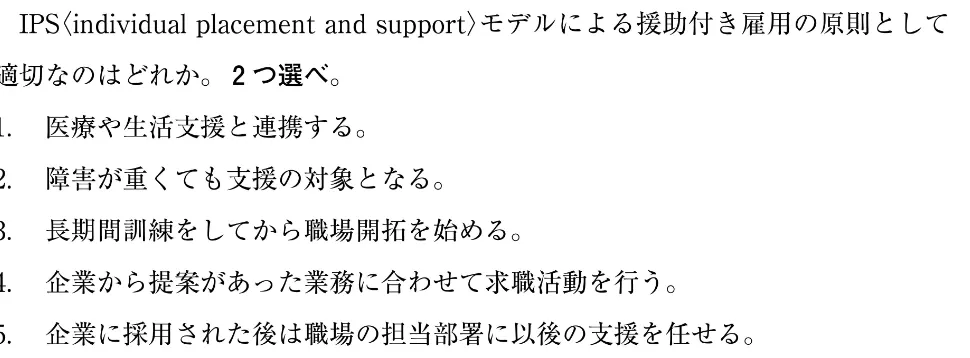 IPS〈individual placement and support〉モデルによる援助付き雇用の原則として
適切なのはどれか。2つ選べ。
1. 医療や生活支援と連携する。
2. 障害が重くても支援の対象となる。
3. 長期間訓練をしてから職場開拓を始める。
4. 企業から提案があった業務に合わせて求職活動を行う。
5. 企業に採用された後は職場の担当部署に以後の支援を任せる。